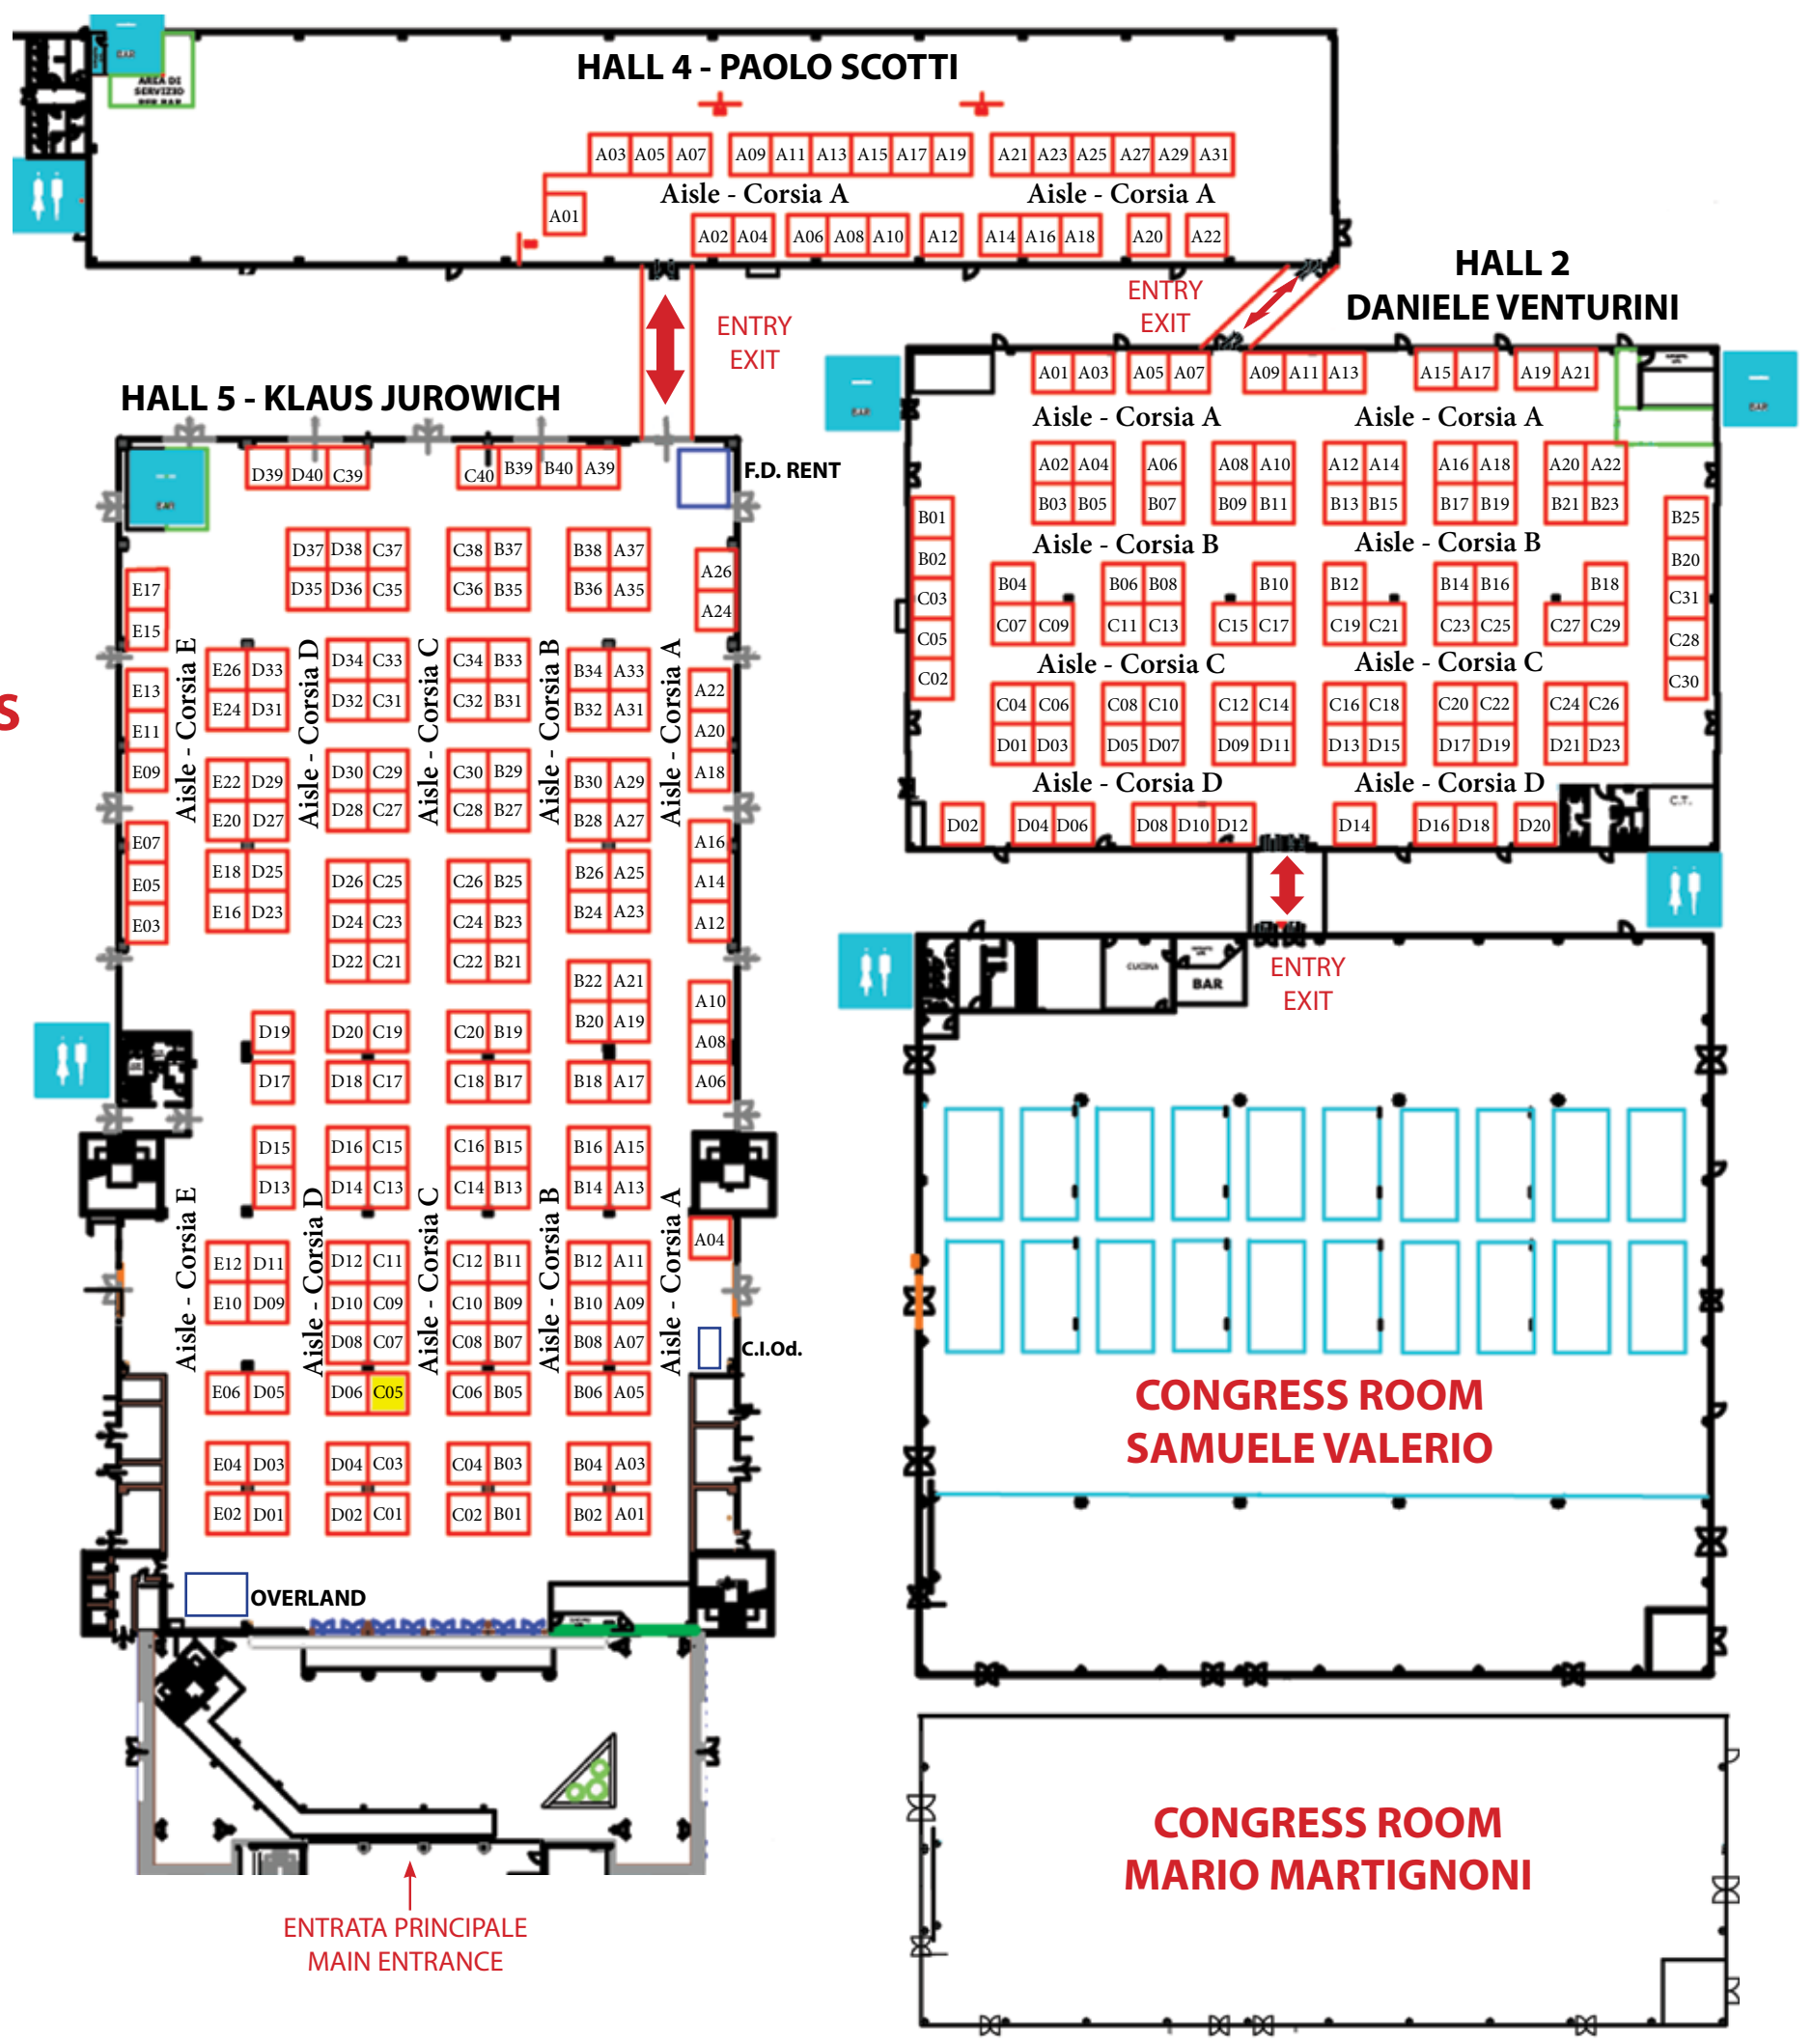 BAR
AREA DI
SERVIZIO
PER BAR
HALL 4 - PAOLO SCOTTI
A03 A05 A07 A09 A11 A13 A15 A17 A19 A21 A23 A25 A27 A29 A31
Aisle - Corsia A Aisle - Corsia A
A01
A02 A04 A06 A08 A10 A12 A14 A16 A18 A20 A22
ENTRY
EXIT
ENTRY
EXIT
HALL 2
DANIELE VENTURINI
BAR
BAR
A01 A03 A05 A07 A09 A11 A13 A15 A17 A19 A21
Aisle - Corsia A Aisle - Corsia A
A02 A04 A06 A08 A10 A12 A14 A16 A18 A20 A22
B03 B05 B07 B09 B11 B13 B15 B17 B19 B21 B23
B01 B25
Aisle - Corsia B Aisle - Corsia B
B02 B20
B04 B06 B08 B10 B12 B14 B16 B18
C03 C31
C07 C09 C11 C13 C15 C17 C19 C21 C23 C25 C27 C29
C05 C28
Aisle - Corsia C Aisle - Corsia C
C02 C30
C04 C06 C08 C10 C12 C14 C16 C18 C20 C22 C24 C26
D01 D03 D05 D07 D09 D11 D13 D15 D17 D19 D21 D23
Aisle - Corsia D Aisle - Corsia D
C.T.
D02 D04 D06 D08 D10 D12 D14 D16 D18 D20
HALL 5 - KLAUS JUROWICH
BAR
F.D. RENT
D39 D40 C39 C40 B39 B40 A39
D37 D38 C37 C38 B37 B38 A37
A26
E17 D35 D36 C35 C36 B35 B36 A35
A24
E15
Aisle - Corsia E Aisle - Corsia D Aisle - Corsia C Aisle - Corsia B Aisle - Corsia A
E26 D33 D34 C33 C34 B33 B34 A33
E13 A22
E24 D31 D32 C31 C32 B31 B32 A31
S
E11 A20
E09 E22 D29 D30 C29 C30 B29 B30 A29 A18
E20 D27 D28 C27 C28 B27 B28 A27
E07 A16
E18 D25 D26 C25 C26 B25 B26 A25
E05 A14
E16 D23 D24 C23 C24 B23 B24 A23
E03 A12
D22 C21 C22 B21
B22 A21
A10
B20 A19
D19 D20 C19 C20 B19
A08
D17 D18 C17 C18 B17 B18 A17 A06
D15 D16 C15 C16 B15 B16 A15
D13 D14 C13 C14 B13 B14 A13
Aisle - Corsia E Aisle - Corsia D Aisle - Corsia C Aisle - Corsia B Aisle - Corsia A
A04
E12 D11 D12 C11 C12 B11 B12 A11
E10 D09 D10 C09 C10 B09 B10 A09
D08 C07 C08 B07 B08 A07
C.I.Od.
E06 D05 D06 C05 C06 B05 B06 A05
E04 D03 D04 C03 C04 B03 B04 A03
E02 D01 D02 C01 C02 B01 B02 A01
OVERLAND
ENTRATA PRINCIPALE
MAIN ENTRANCE
CUCINA
BAR
ENTRY
EXIT
CONGRESS ROOM
SAMUELE VALERIO
CONGRESS ROOM
MARIO MARTIGNONI